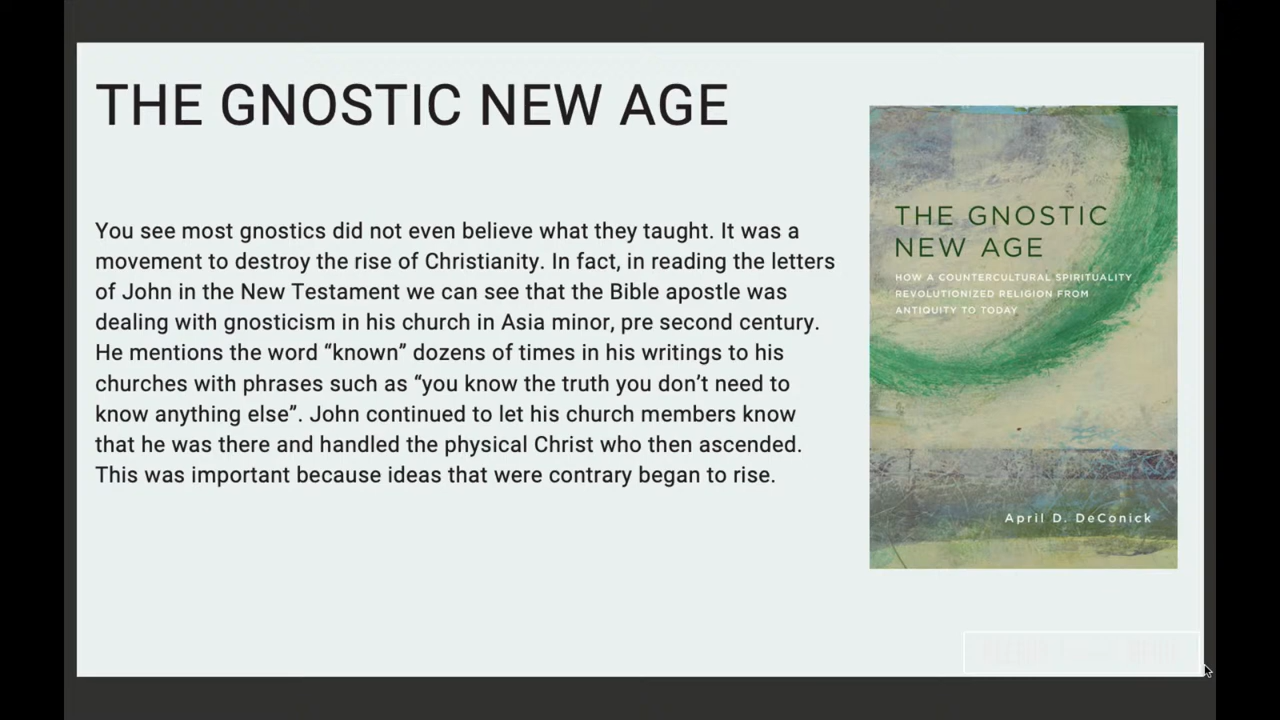 THE GNOSTIC NEW AGE
You see most gnostics did not even believe what they taught. It was a
movement to destroy the rise of Christianity. In fact, in reading the letters
of John in the New Testament we can see that the Bible apostle was
dealing with gnosticism in his church in Asia minor, pre second century.
He mentions the word “known” dozens of times in his writings to his
churches with phrases such as “you know the truth you don’t need to
know anything else”. John continued to let his church members know
that he was there and handled the physical Christ who then ascended.
This was important because ideas that were contrary began to rise.
THE GNOSTIC
NEW AGE
HOW A COUNTERCULTURAL SPIRITUALITY
REVOLUTIONIZED RELIGION FROM
ANTIQUITY TO TODAY
April D. DeConick